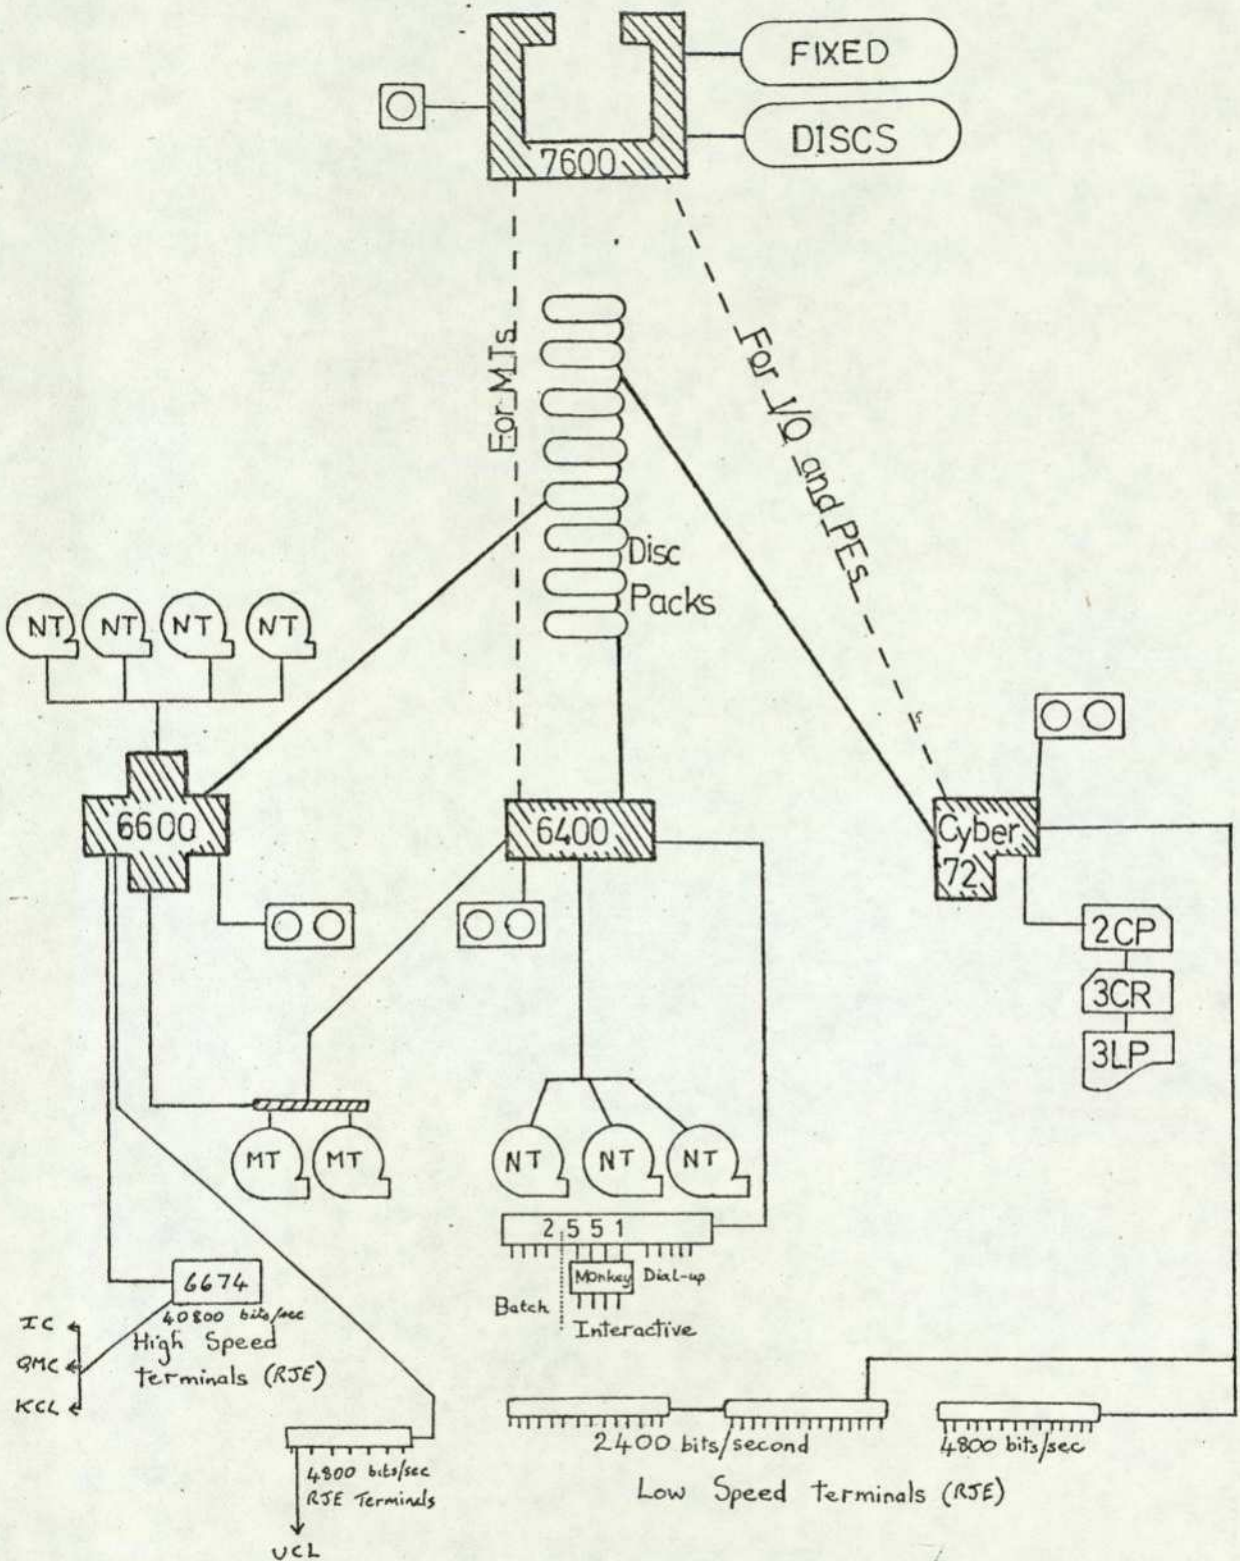 FIXED
DISCS
7600
For MTs
For I/O and PEs
Disc
Packs
NT NT NT NT
6600
6400
Cyber
72
2CP
3CR
3LP
MT MT
NT NT NT
2551
Monkey
Dial-up
Batch
Interactive
6674
40800 bits/sec
High Speed
terminals (RJE)
IC
QMC
KCL
4800 bits/sec
RJE Terminals
UCL
2400 bits/second
4800 bits/sec
Low Speed terminals (RJE)